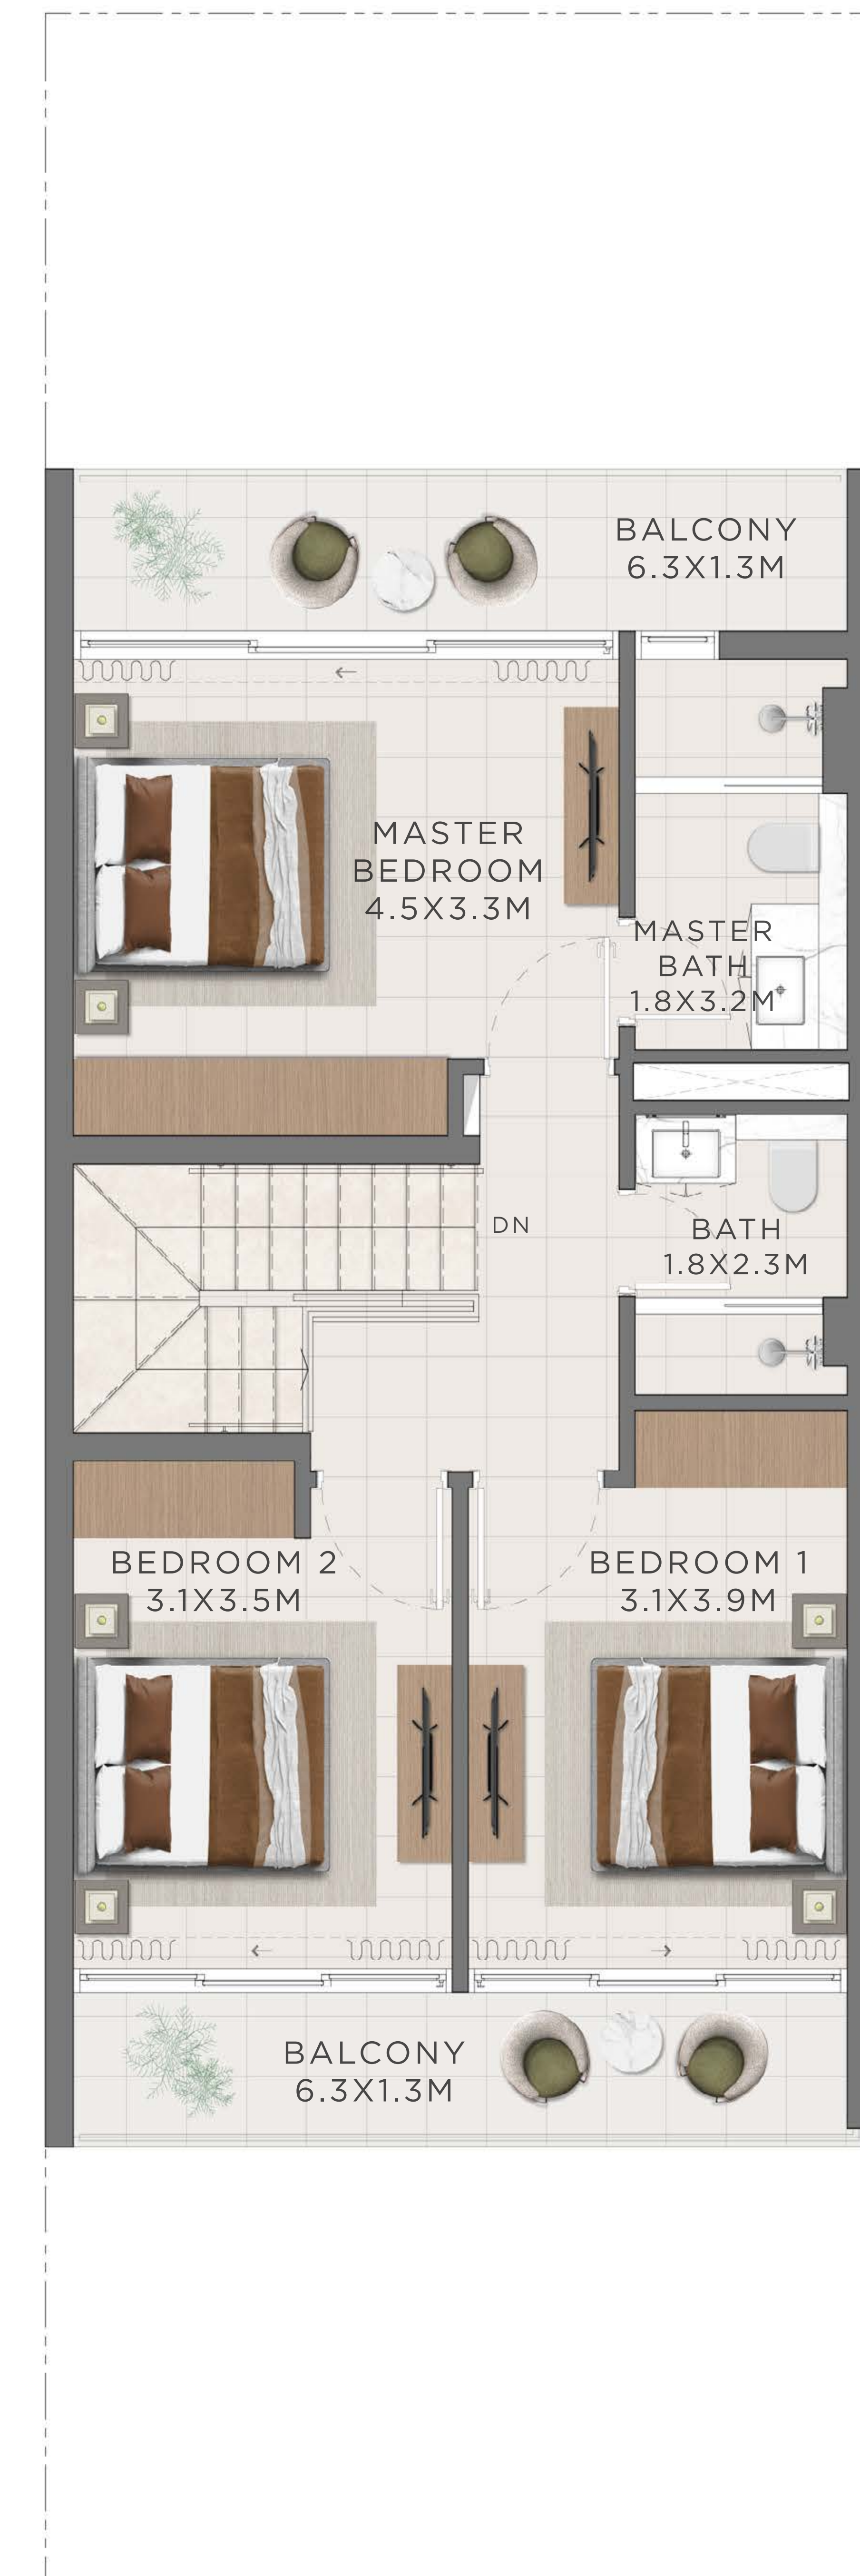 BALCONY
6.3X1.3M
MASTER
BEDROOM
4.5X3.3M
MASTER
BATH
1.8X3.2M
DN
BATH
1.8X2.3M
BEDROOM 2
3.1X3.5M
BEDROOM 1
3.1X3.9M
BALCONY
6.3X1.3M